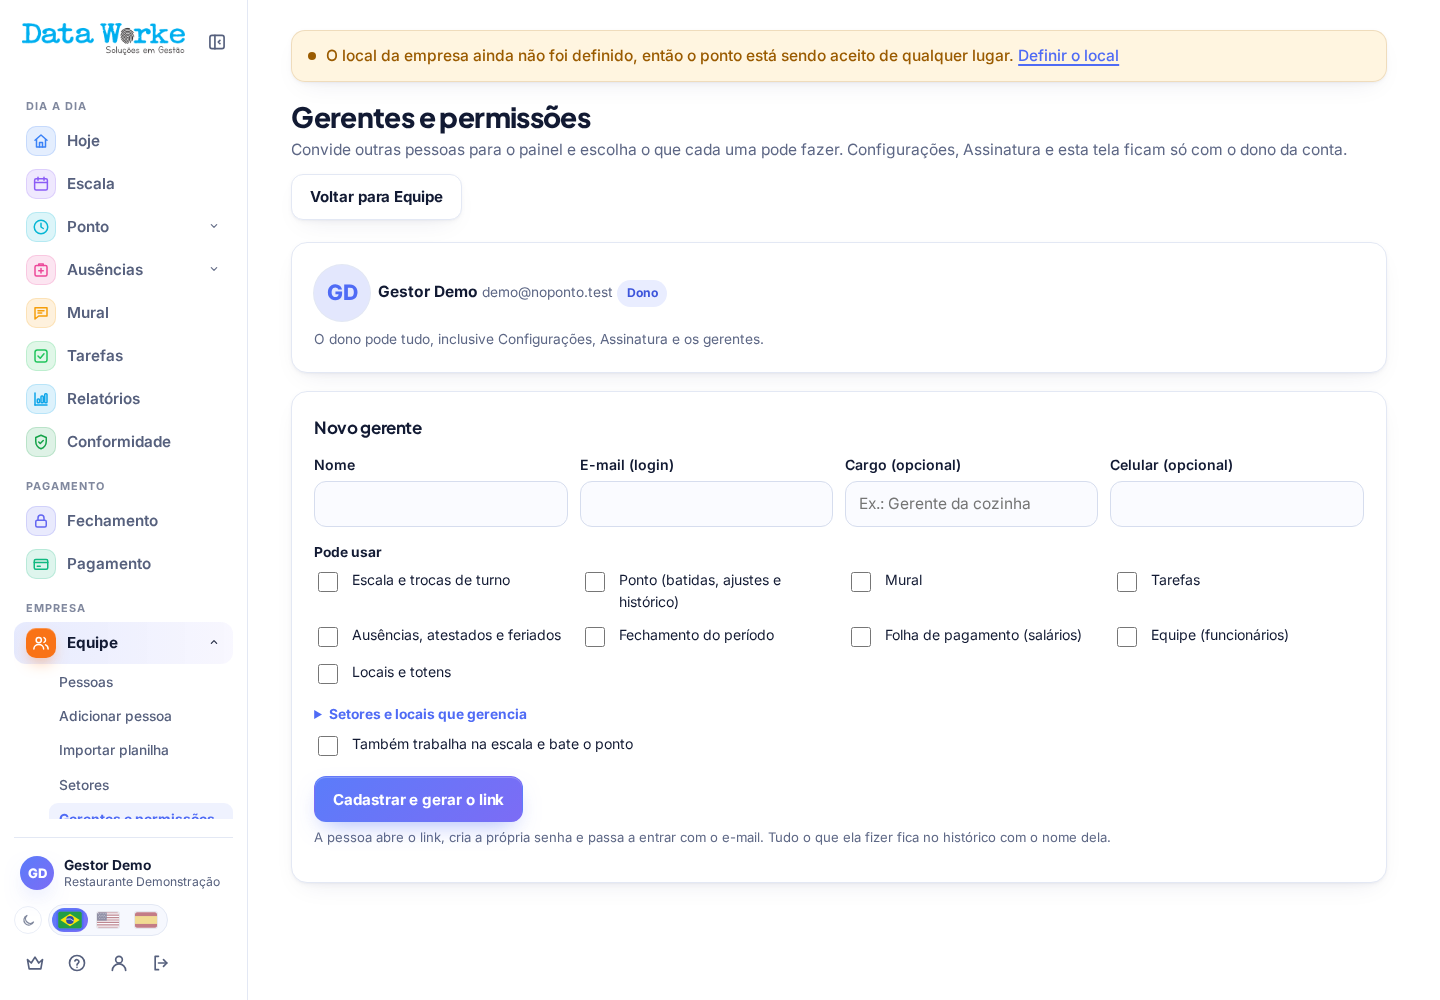 Data Worke
Soluções em Gestão
DIA A DIA
Hoje
Escala
Ponto
Ausências
Mural
Tarefas
Relatórios
Conformidade
PAGAMENTO
Fechamento
Pagamento
EMPRESA
Equipe
Pessoas
Adicionar pessoa
Importar planilha
Setores
Gerentes e permissões
GD
Gestor Demo
Restaurante Demonstração
O local da empresa ainda não foi definido, então o ponto está sendo aceito de qualquer lugar. Definir o local
Gerentes e permissões
Convide outras pessoas para o painel e escolha o que cada uma pode fazer. Configurações, Assinatura e esta tela ficam só com o dono da conta.
Voltar para Equipe
GD Gestor Demo demo@noponto.test Dono
O dono pode tudo, inclusive Configurações, Assinatura e os gerentes.
Novo gerente
Nome E-mail (login) Cargo (opcional) Celular (opcional)
Ex.: Gerente da cozinha
Pode usar
Escala e trocas de turno
Ponto (batidas, ajustes e
histórico)
Mural
Tarefas
Ausências, atestados e feriados
Fechamento do período
Folha de pagamento (salários)
Equipe (funcionários)
Locais e totens
Setores e locais que gerencia
Também trabalha na escala e bate o ponto
Cadastrar e gerar o link
A pessoa abre o link, cria a própria senha e passa a entrar com o e-mail. Tudo o que ela fizer fica no histórico com o nome dela.